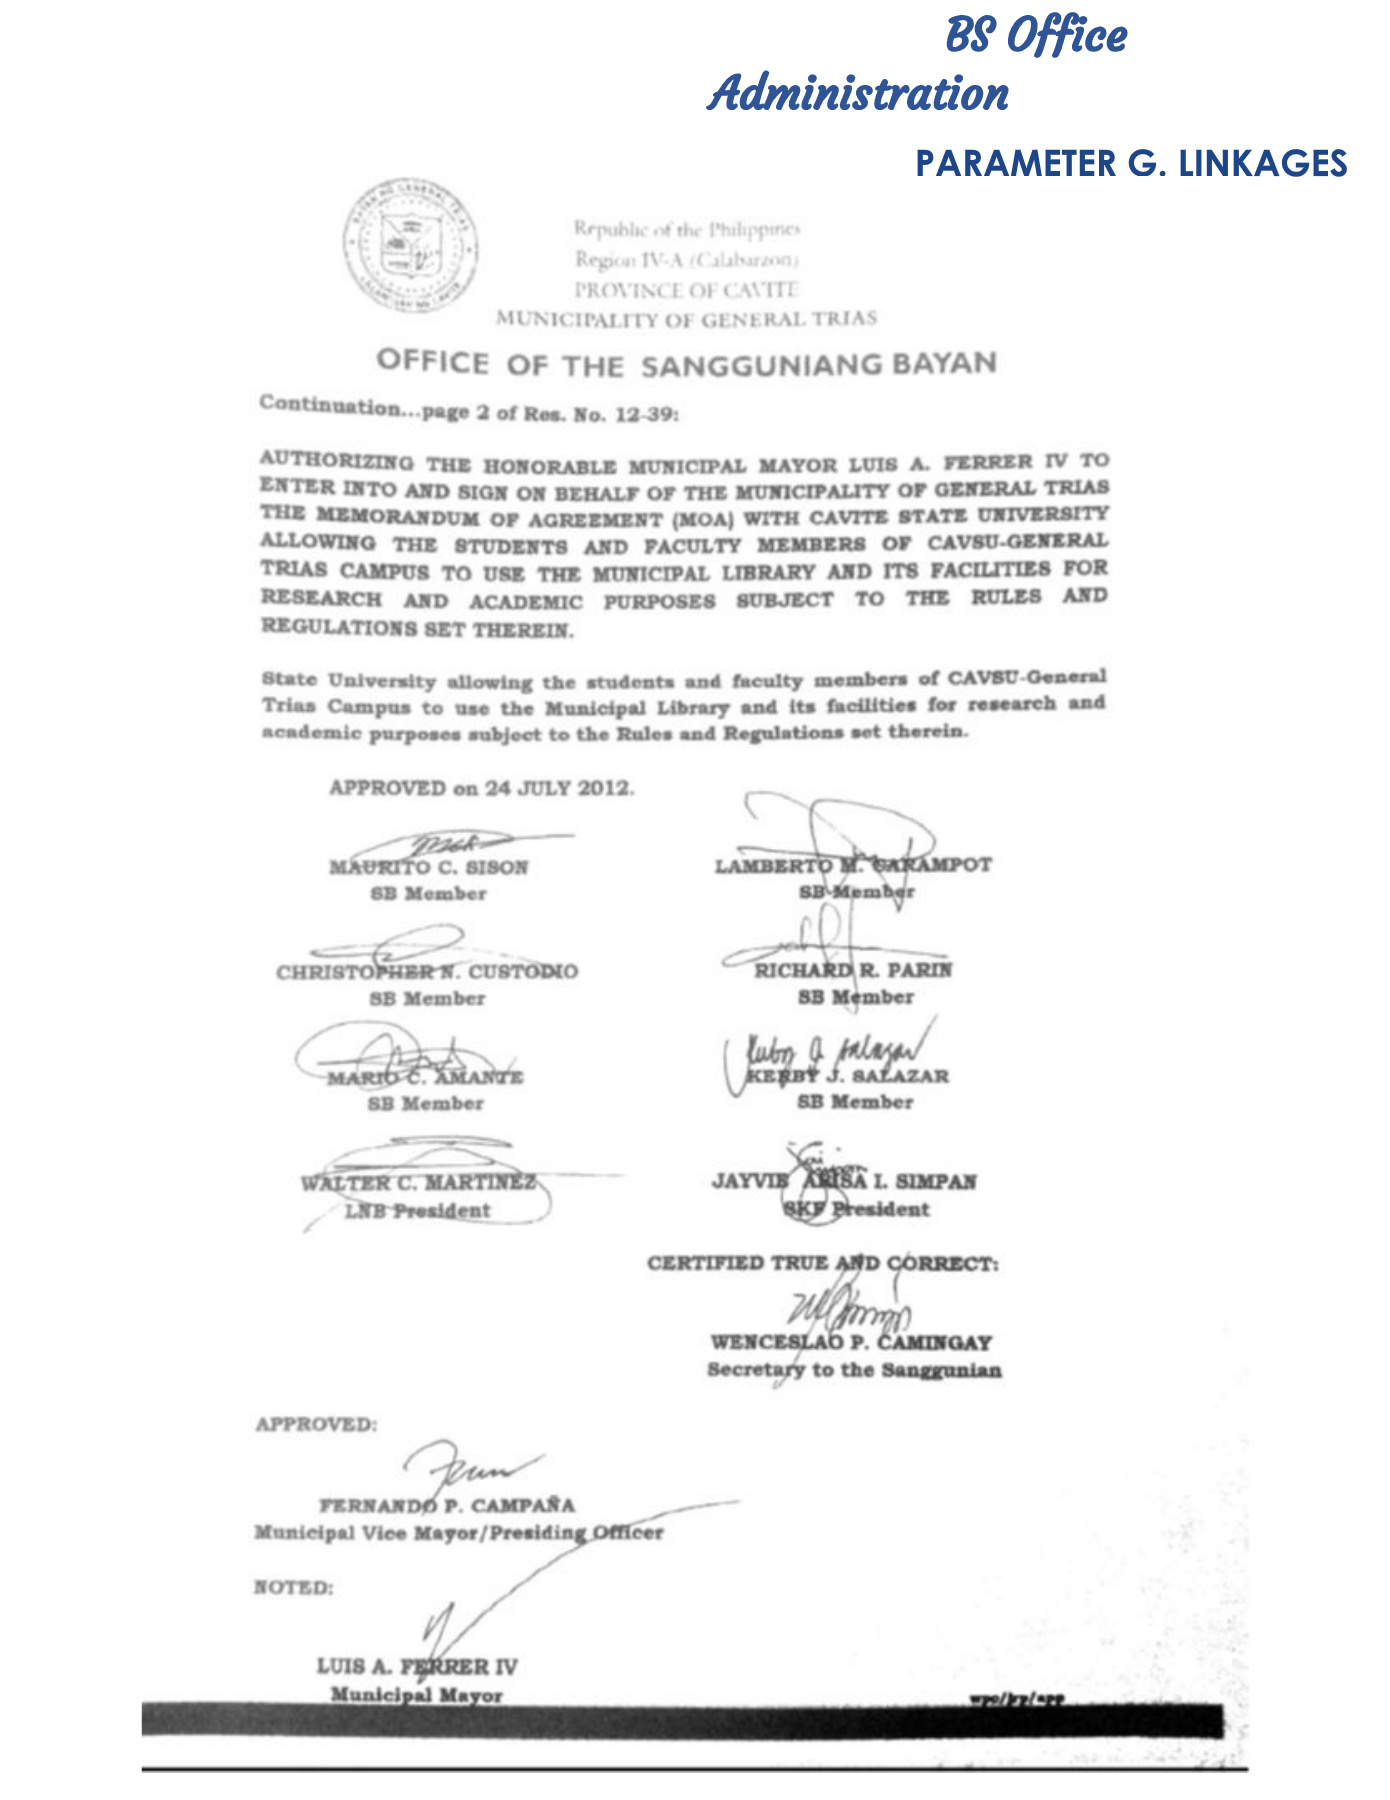 BS Office
Administration
PARAMETER G. LINKAGES
Republic of the Philippines
Region IV-A (Calabarzon)
PROVINCE OF CAVITE
MUNICIPALITY OF GENERAL TRIAS
OFFICE OF THE SANGGUNIANG BAYAN
Continuation...page 2 of Res. No. 12-39:
AUTHORIZING THE HONORABLE MUNICIPAL MAYOR LUIS A. FERRER IV TO
ENTER INTO AND SIGN ON BEHALF OF THE MUNICIPALITY OF GENERAL TRIAS
THE MEMORANDUM OF AGREEMENT (MOA) WITH CAVITE STATE UNIVERSITY
ALLOWING THE STUDENTS AND FACULTY MEMBERS OF CAVSU-GENERAL
TRIAS CAMPUS TO USE THE MUNICIPAL LIBRARY AND ITS FACILITIES FOR
RESEARCH AND ACADEMIC PURPOSES SUBJECT TO THE RULES AND
REGULATIONS SET THEREIN.
State University allowing the students and faculty members of CAVSU-General
Trias Campus to use the Municipal Library and its facilities for research and
academic purposes subject to the Rules and Regulations set therein.
APPROVED on 24 JULY 2012.
MAURITO C. SISON
SB Member
LAMBERTO M. CARAMPOT
SB Member
CHRISTOPHER N. CUSTODIO
SB Member
RICHARD R. PARIN
SB Member
MARIO C. AMANTE
SB Member
KERBY J. SALAZAR
SB Member
WALTER C. MARTINEZ
LNB President
JAYVIE ARISA I. SIMPAN
SKF President
CERTIFIED TRUE AND CORRECT:
WENCESLAO P. CAMINGAY
Secretary to the Sanggunian
APPROVED:
FERNANDO P. CAMPAÑA
Municipal Vice Mayor/Presiding Officer
NOTED:
LUIS A. FERRER IV
Municipal Mayor